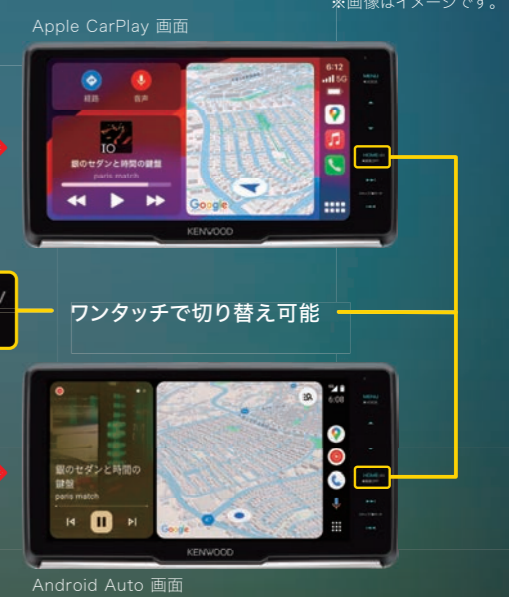 ※画像はイメージです。
Apple CarPlay 画面
6:12
5G
経路
音声
IO
銀のセダンと時間の鍵盤
paris match
Google
MENU
HOME
KENWOOD
ワンタッチで切り替え可能
6:08
銀のセダンと時間の
鍵盤
paris match
Google
MENU
HOME
KENWOOD
Android Auto 画面